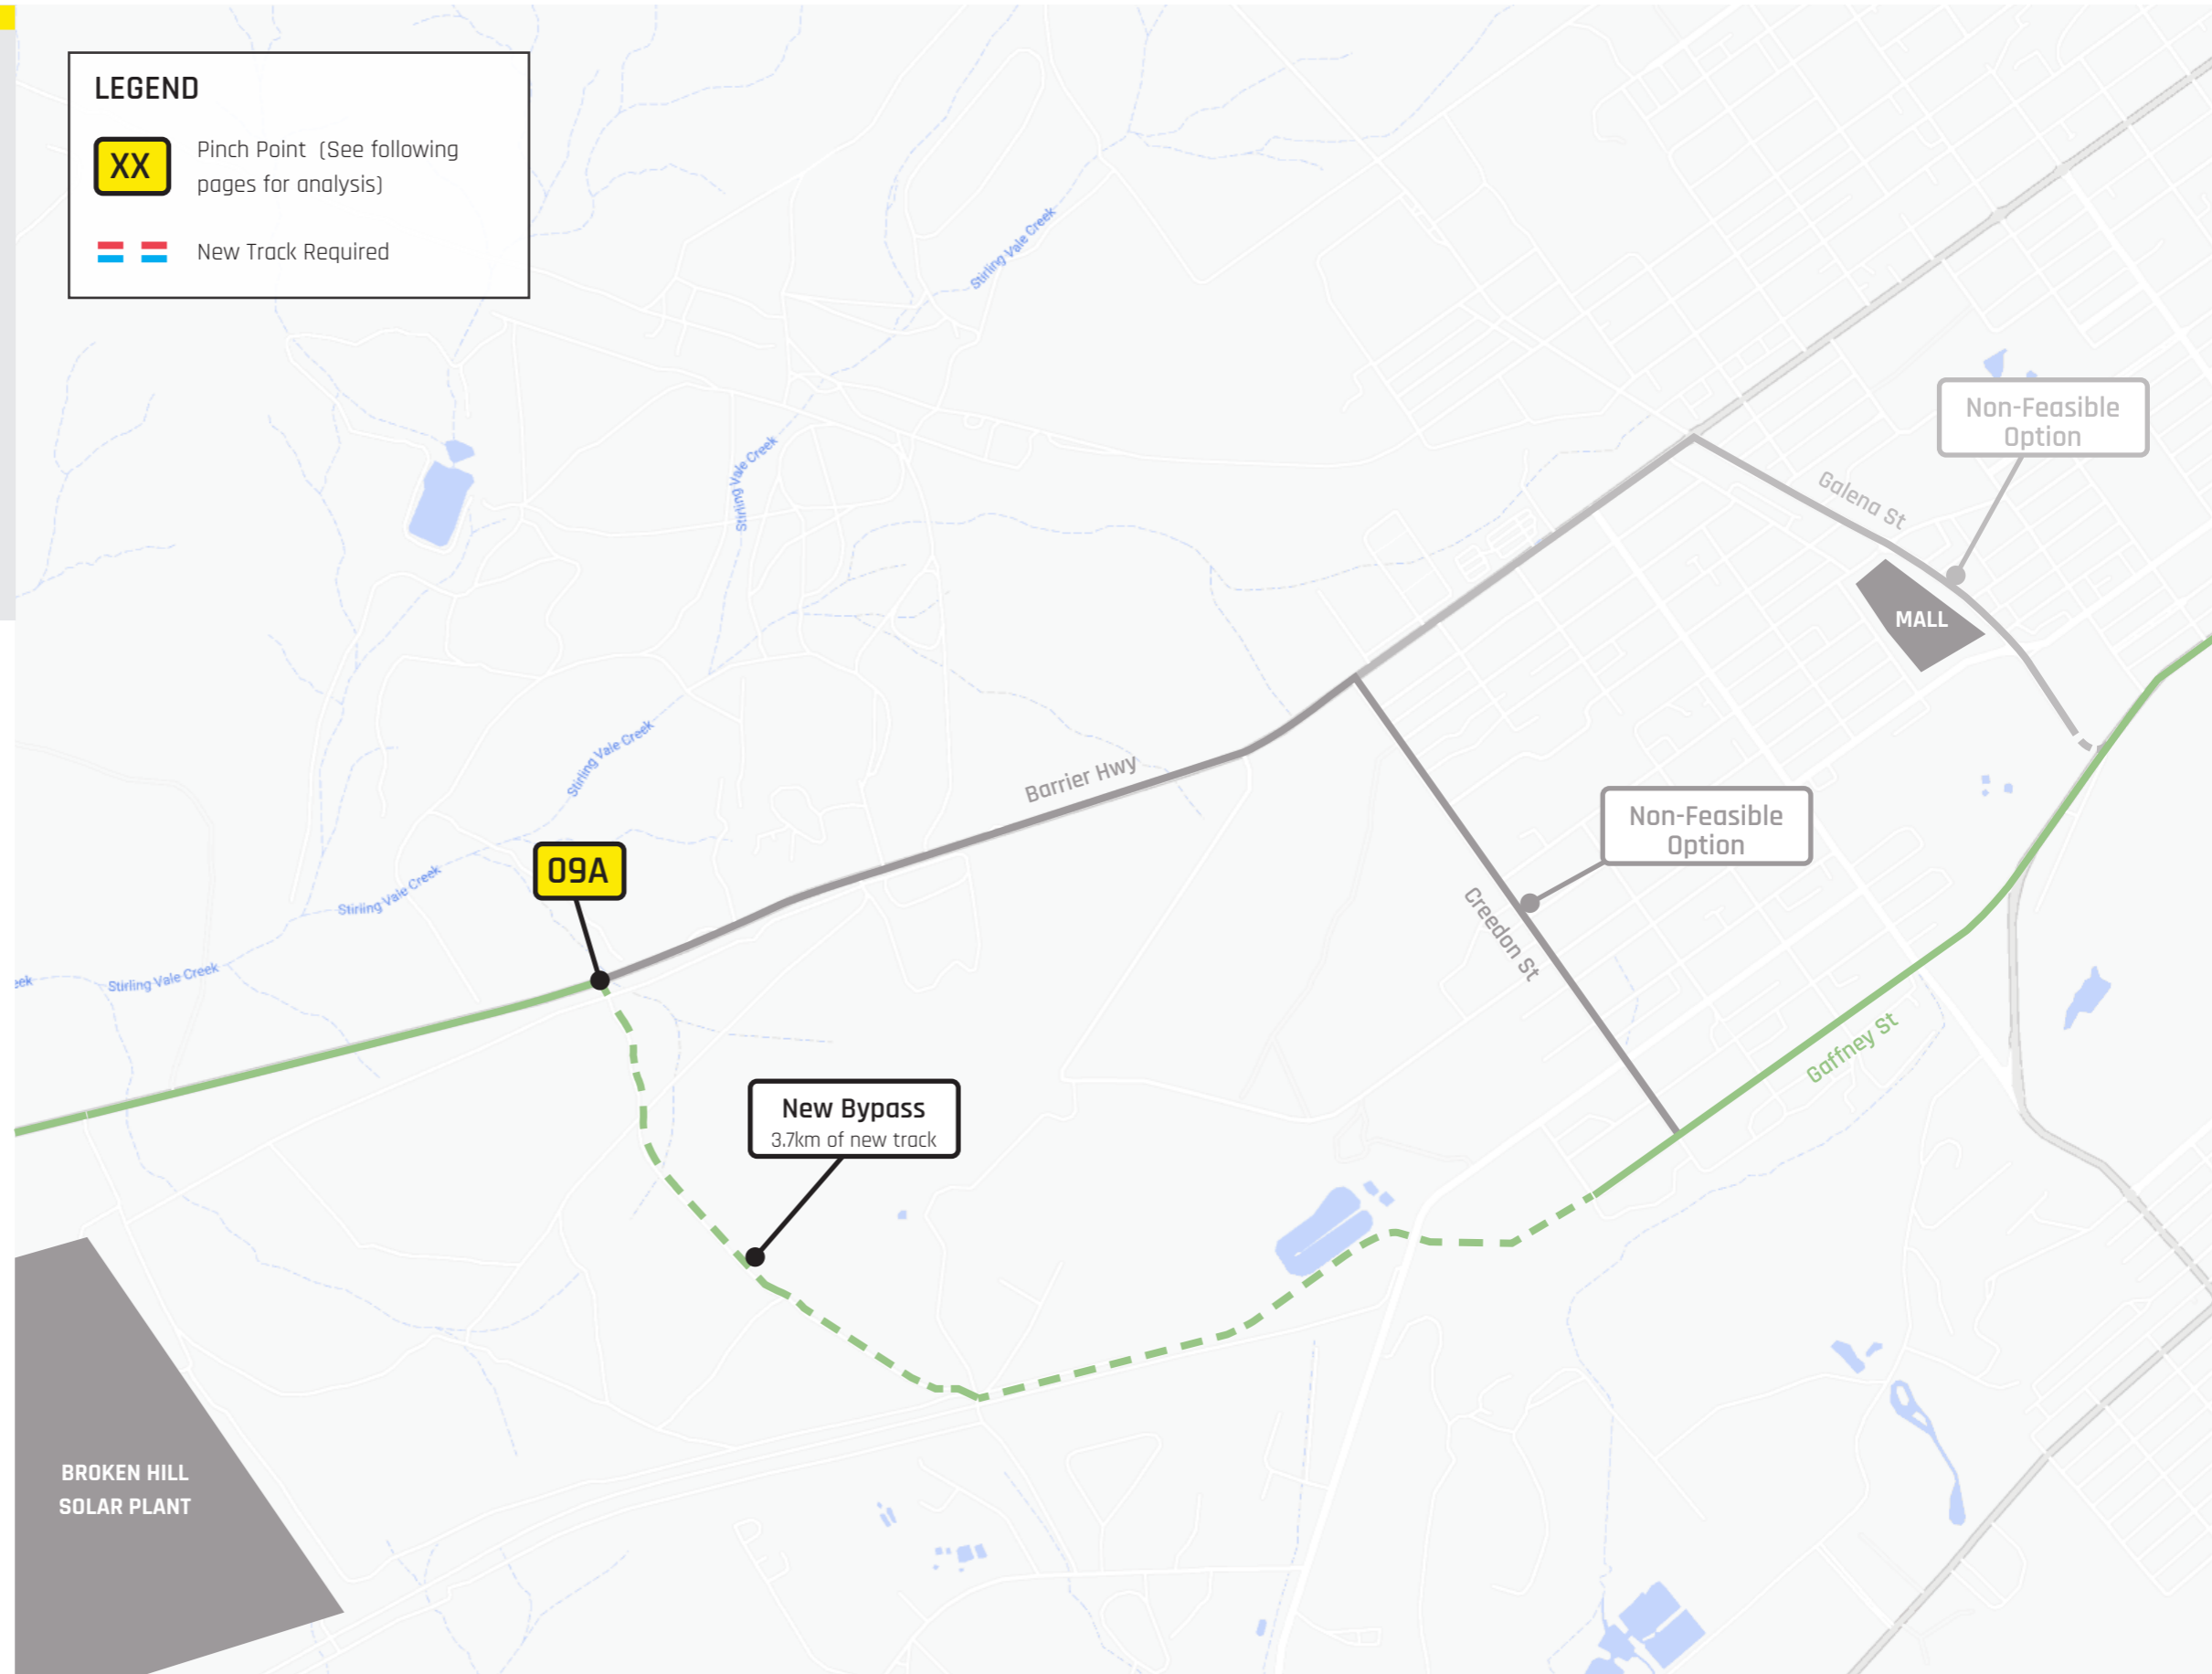 LEGEND
XX
Pinch Point (See following
pages for analysis)
New Track Required
Stirling Vale Creek
Non-Feasible
Option
Galena St
Stirling Vale Creek
MALL
Stirling Vale Creek
Barrier Hwy
Non-Feasible
Option
09A
Stirling Vale Creek
Creedon St
Stirling Vale Creek
eek
Gaffney St
New Bypass
3.7km of new track
BROKEN HILL
SOLAR PLANT